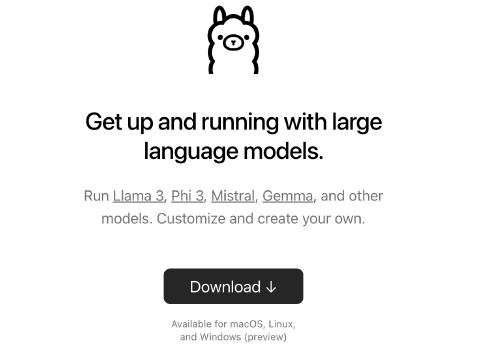 Get up and running with large
language models.
Run Llama 3, Phi 3, Mistral, Gemma, and other
models. Customize and create your own.
Download ↓
Available for macOS, Linux,
and Windows (preview)